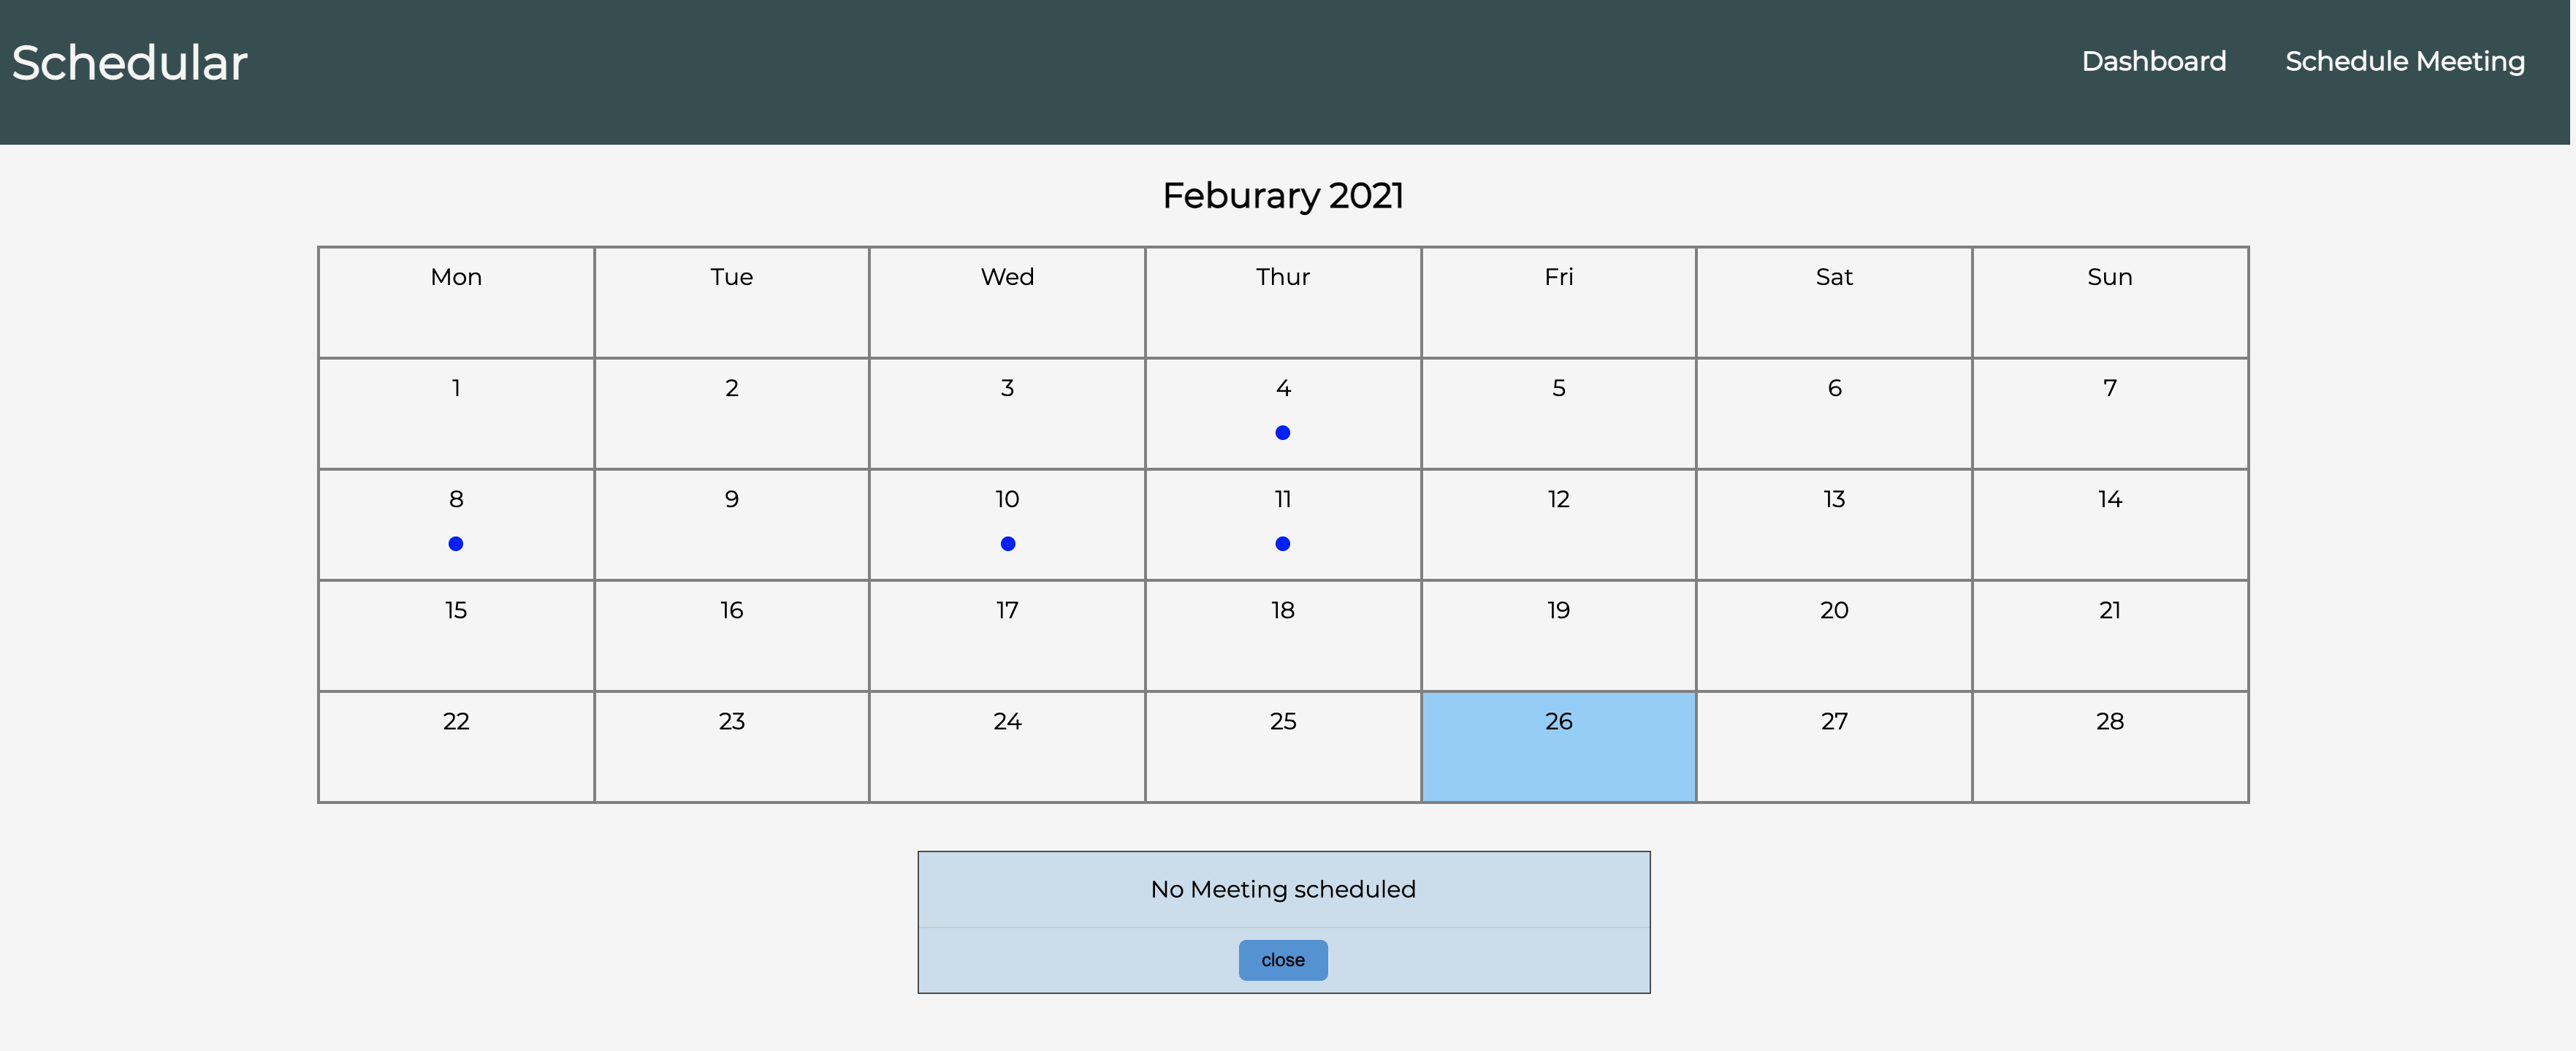 Schedular Dashboard Schedule Meeting
Feburary 2021
Mon Tue Wed Thur Fri Sat Sun
1 2 3 4 5 6 7
8 9 10 11 12 13 14
15 16 17 18 19 20 21
22 23 24 25 26 27 28
No Meeting scheduled
close